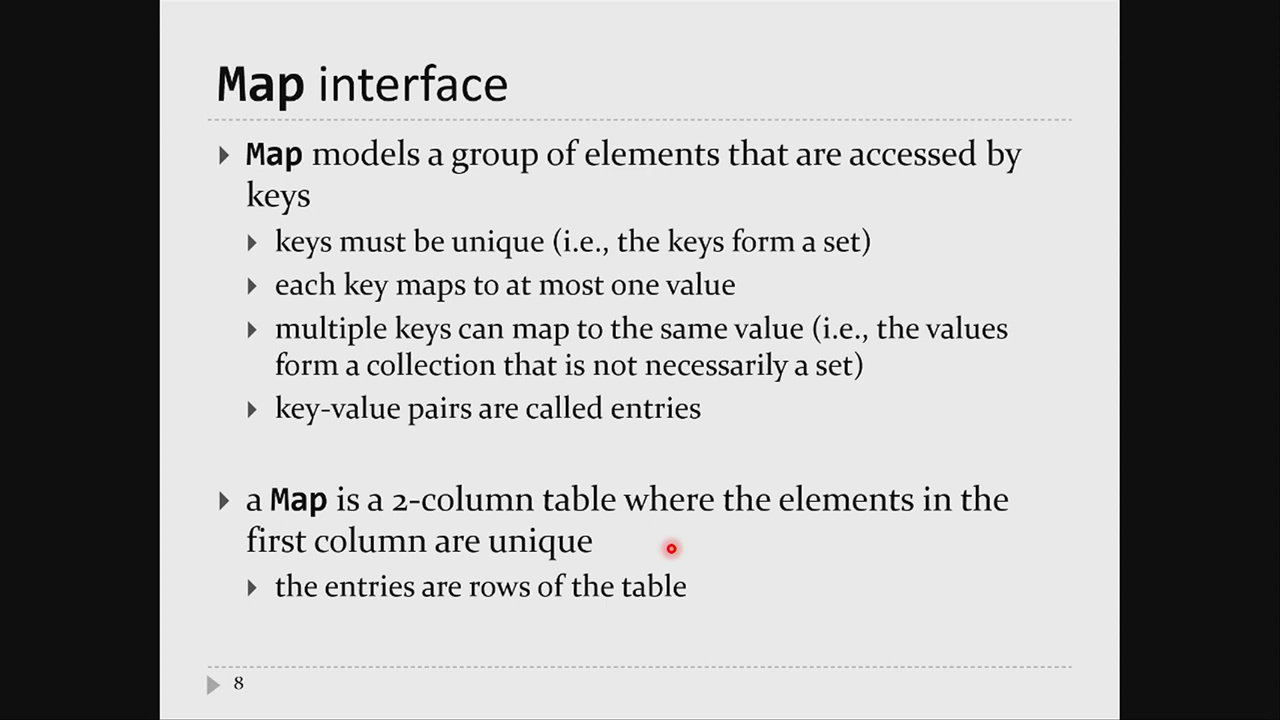 Map interface
Map models a group of elements that are accessed by
keys
keys must be unique (i.e., the keys form a set)
each key maps to at most one value
multiple keys can map to the same value (i.e., the values
form a collection that is not necessarily a set)
key-value pairs are called entries
a Map is a 2-column table where the elements in the
first column are unique
the entries are rows of the table
8